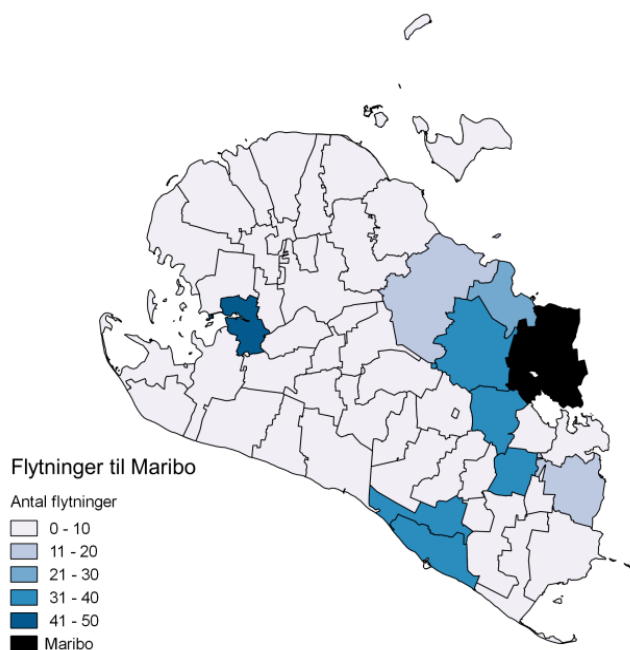 Flytninger til Maribo
Antal flytninger
0 - 10
11 - 20
21 - 30
31 - 40
41 - 50
Maribo